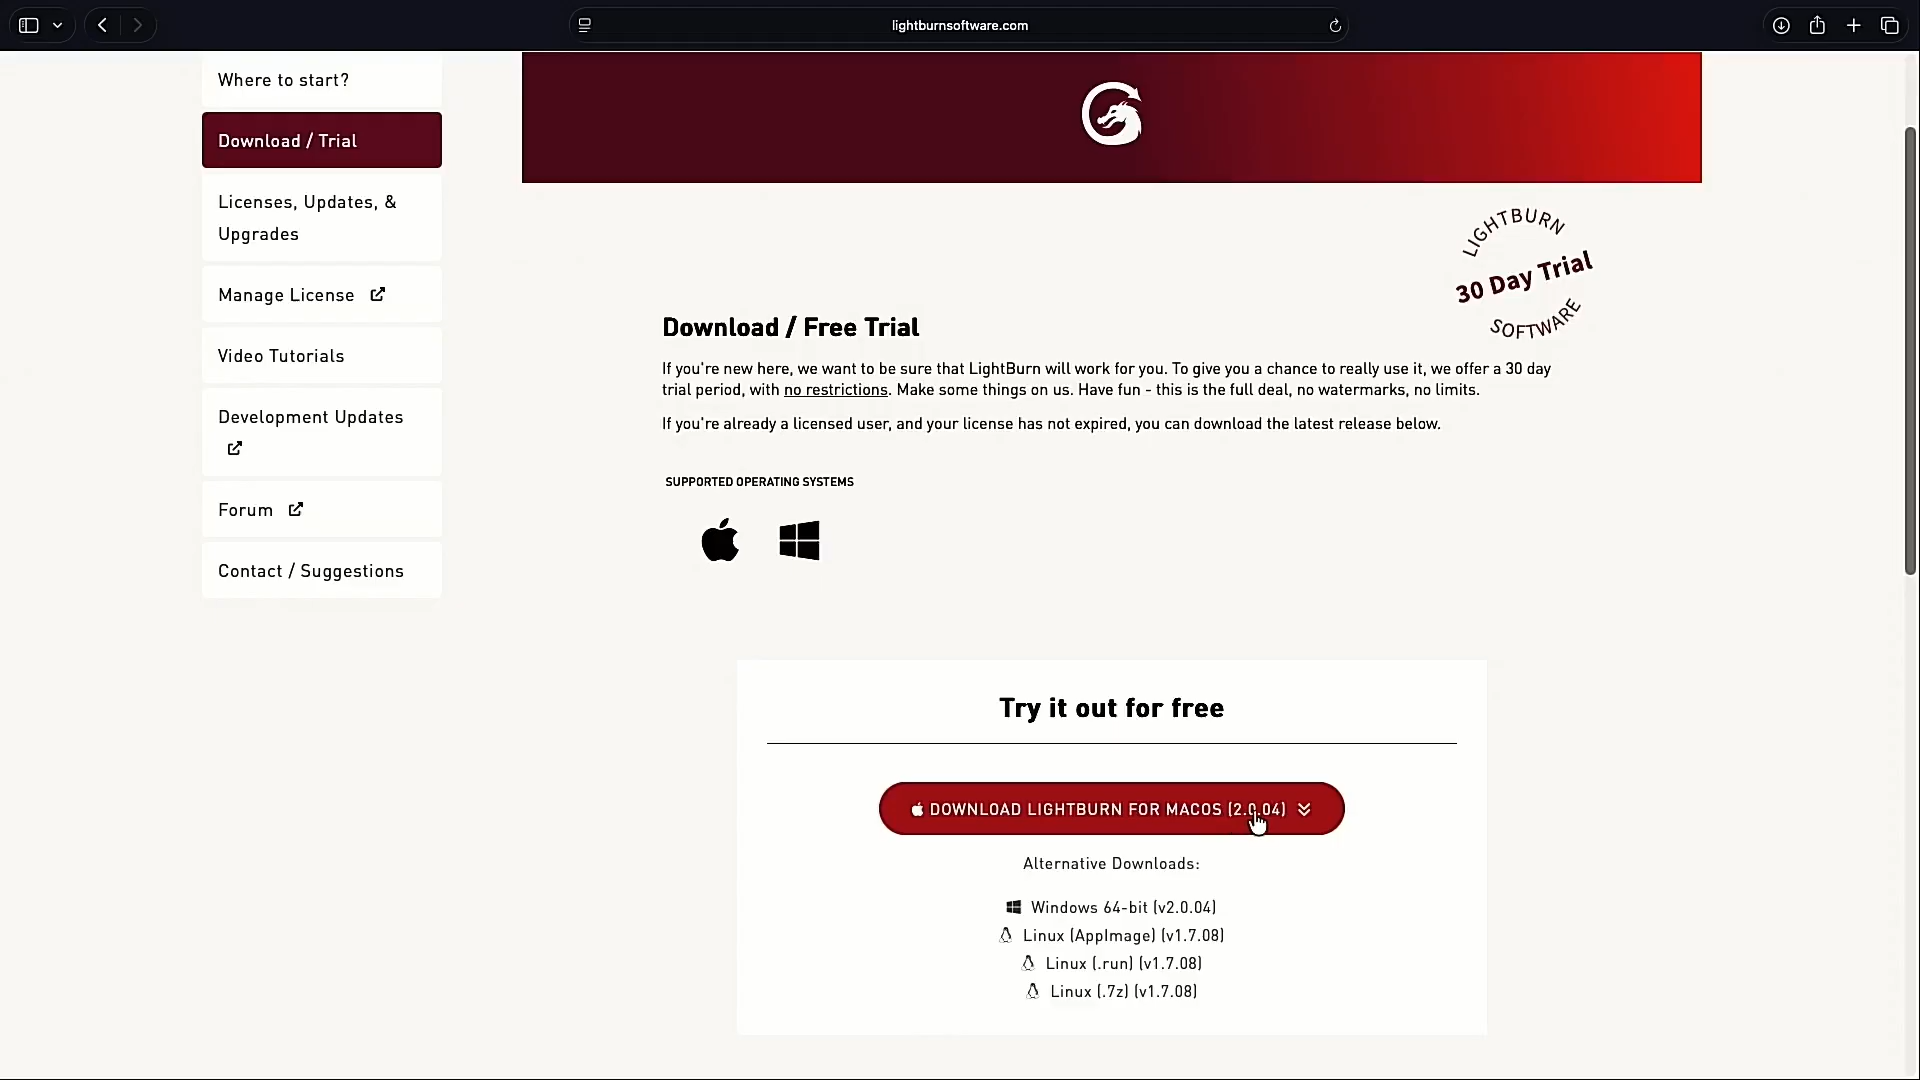 lightburnsoftware.com
Where to start?
Download / Trial
Licenses, Updates, &
Upgrades
Manage License
Video Tutorials
Development Updates
Forum
Contact / Suggestions
LIGHTBURN
30 Day Trial
SOFTWARE
Download / Free Trial
If you're new here, we want to be sure that LightBurn will work for you. To give you a chance to really use it, we offer a 30 day
trial period, with no restrictions. Make some things on us. Have fun - this is the full deal, no watermarks, no limits.
If you're already a licensed user, and your license has not expired, you can download the latest release below.
SUPPORTED OPERATING SYSTEMS
Try it out for free
DOWNLOAD LIGHTBURN FOR MACOS (2.0.04)
Alternative Downloads:
Windows 64-bit (v2.0.04)
Linux (AppImage) (v1.7.08)
Linux (.run) (v1.7.08)
Linux (.7z) (v1.7.08)